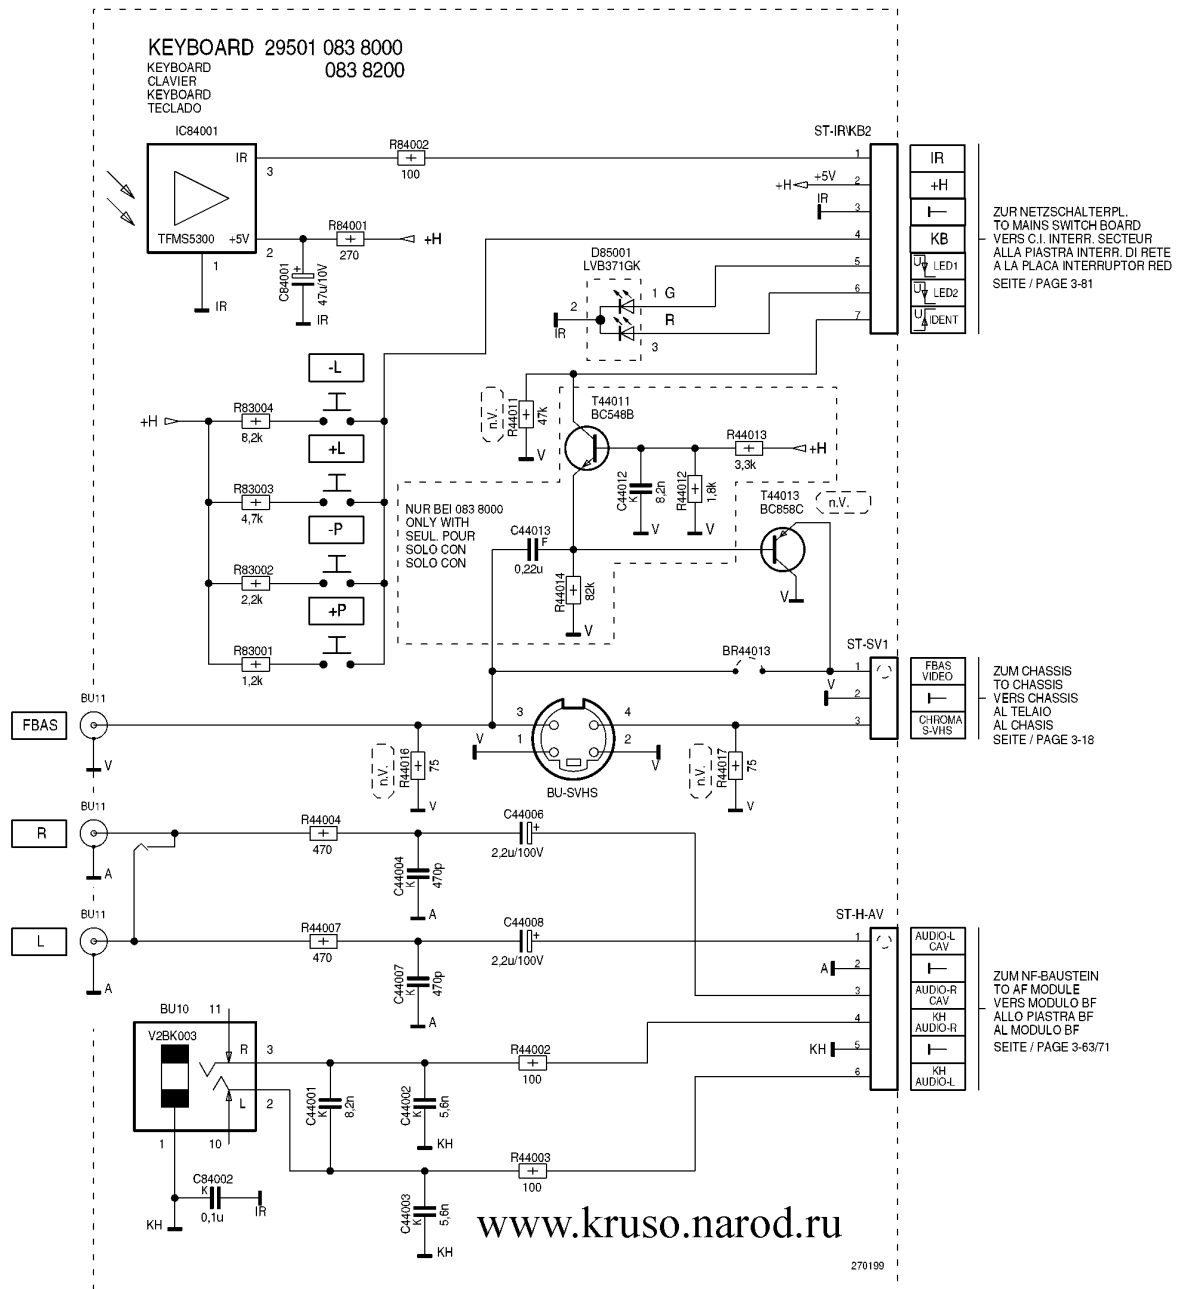 KEYBOARD 29501 083 8000
083 8200
KEYBOARD
CLAVIER
KEYBOARD
TECLADO
IC84001
IR
3
TFMS5300
+5V
2
1
IR
R84002
100
R84001
270
+H
C84001
+
47u/10V
IR
ST-IR\KB2
1
2
3
4
5
6
7
+H
+5V
IR
IR
+H
KB
U
LED1
U
LED2
U
IDENT
ZUR NETZSCHALTERPL.
TO MAINS SWITCH BOARD
VERS C.I. INTERR. SECTEUR
ALLA PIASTRA INTERR. DI RETE
A LA PLACA INTERRUPTOR RED
SEITE / PAGE 3-81
D85001
LVB371GK
1 G
2
R
3
IR
-L
+H
R83004
8,2k
+L
R83003
4,7k
-P
R83002
2,2k
+P
R83001
1,2k
n.V.
R44011
47k
V
T44011
BC548B
R44013
3,3k
+H
C44012
K
8,2n
V
R44012
1,8k
V
NUR BEI 083 8000
ONLY WITH
SEUL. POUR
SOLO CON
SOLO CON
C44013
F
0,22u
R44014
82k
V
T44013
BC858C
n.V.
V
BR44013
ST-SV1
1
2
3
V
FBAS
VIDEO
CHROMA
S-VHS
ZUM CHASSIS
TO CHASSIS
VERS CHASSIS
AL TELAIO
AL CHASIS
SEITE / PAGE 3-18
FBAS
BU11
V
n.V.
R44016
75
V
3
4
1
2
V
V
BU-SVHS
n.V.
R44017
75
V
R
BU11
A
R44004
470
C44004
K
470p
A
C44006
+
2,2u/100V
L
BU11
A
R44007
470
C44007
K
470p
A
C44008
+
2,2u/100V
ST-H-AV
1
2
3
4
5
6
A
KH
AUDIO-L
CAV
AUDIO-R
CAV
KH
AUDIO-R
KH
AUDIO-L
ZUM NF-BAUSTEIN
TO AF MODULE
VERS MODULO BF
ALLO PIASTRA BF
AL MODULO BF
SEITE / PAGE 3-63/71
BU10
11
V2BK003
R
3
L
2
1
10
C84002
K
0,1u
IR
KH
C44001
K
8,2n
C44002
K
5,6n
KH
R44002
100
R44003
100
C44003
K
5,6n
KH
www.kruso.narod.ru
270199